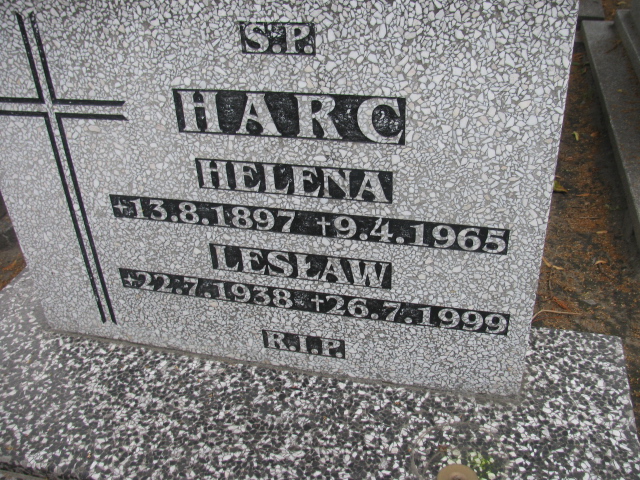 Ś.P.
HARC
HELENA
*13.8.1897 +9.4.1965
LESŁAW
*22.7.1938 +26.7.1999
R.I.P.